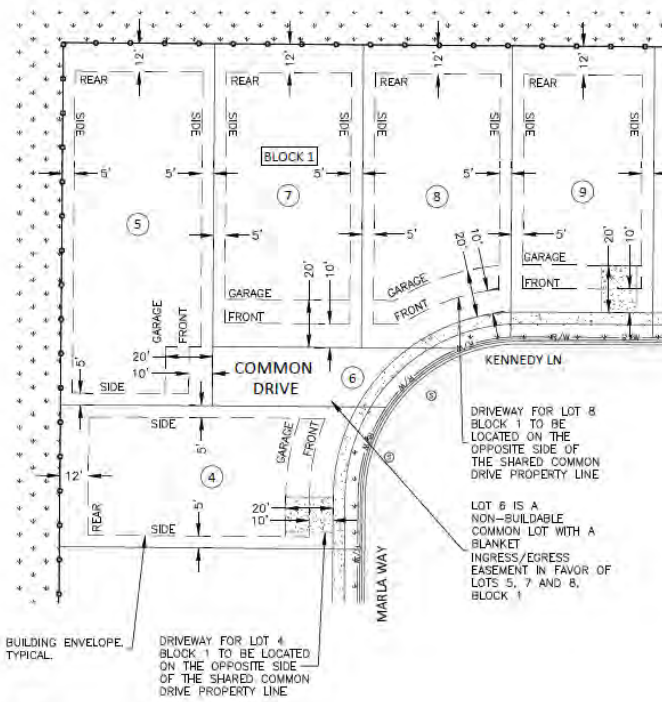 12'
12'
12'
12'
REAR
REAR
REAR
REAR
SIDE
SIDE
SIDE
SIDE
SIDE
SIDE
SIDE
SIDE
BLOCK 1
5'
5'
5'
5'
5
7
8
9
5'
5'
5'
20'
10'
20'
10'
20'
10'
GARAGE
FRONT
GARAGE
FRONT
GARAGE
FRONT
GARAGE
FRONT
20'
10'
5'
SIDE
COMMON
DRIVE
6
KENNEDY LN
R/W
R/W
SIDE
5'
GARAGE
FRONT
4
12'
REAR
5'
SIDE
20'
10'
S
S
R/W
R/W
MARLA WAY
DRIVEWAY FOR LOT 8
BLOCK 1 TO BE
LOCATED ON THE
OPPOSITE SIDE OF
THE SHARED COMMON
DRIVE PROPERTY LINE
LOT 6 IS A
NON-BUILDABLE
COMMON LOT WITH A
BLANKET
INGRESS/EGRESS
EASEMENT IN FAVOR OF
LOTS 5, 7 AND 8,
BLOCK 1
BUILDING ENVELOPE,
TYPICAL.
DRIVEWAY FOR LOT 4
BLOCK 1 TO BE LOCATED
ON THE OPPOSITE SIDE
OF THE SHARED COMMON
DRIVE PROPERTY LINE